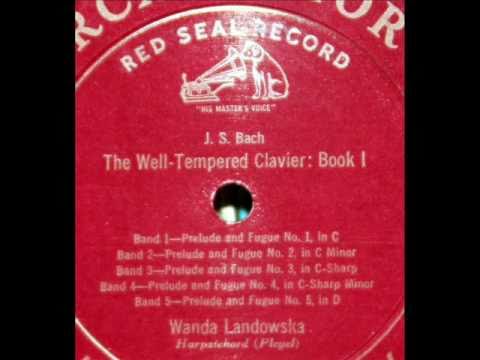 RCA VICTOR
RED SEAL RECORD
"HIS MASTER'S VOICE"
J. S. Bach
The Well-Tempered Clavier: Book I
Band 1—Prelude and Fugue No. 1, in C
Band 2—Prelude and Fugue No. 2, in C Minor
Band 3—Prelude and Fugue No. 3, in C-Sharp
Band 4—Prelude and Fugue No. 4, in C-Sharp Minor
Band 5—Prelude and Fugue No. 5, in D
Wanda Landowska
Harpsichord (Pleyel)